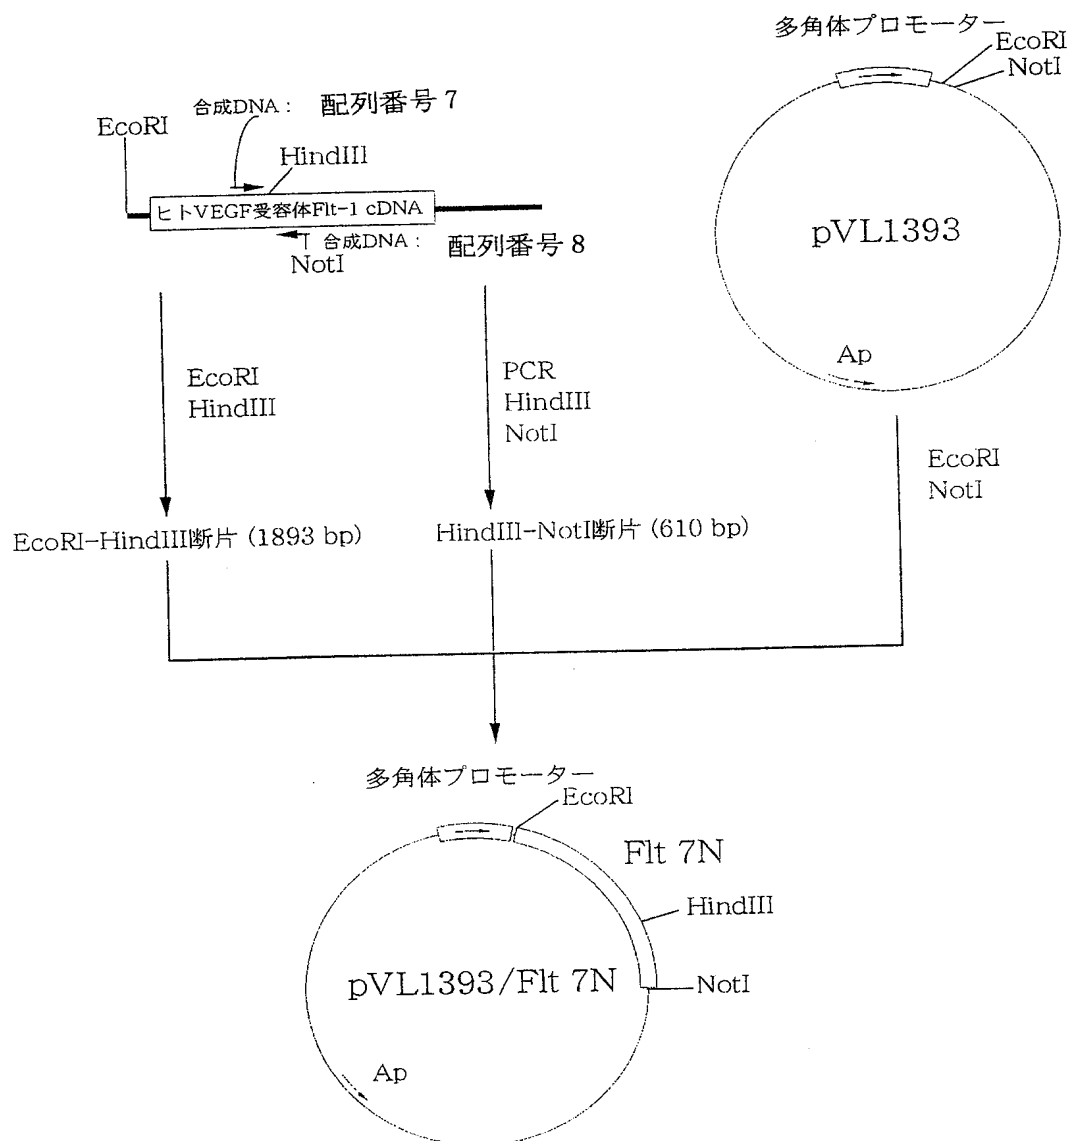 多角体プロモーター
EcoRI
NotI
合成DNA： 配列番号7
EcoRI
HindIII
ヒトVEGF受容体Flt-1 cDNA
合成DNA： 配列番号8
NotI
pVL1393
Ap
EcoRI
HindIII
PCR
HindIII
NotI
EcoRI
NotI
EcoRI-HindIII断片 (1893 bp)
HindIII-NotI断片 (610 bp)
多角体プロモーター
EcoRI
Flt 7N
HindIII
pVL1393/Flt 7N
NotI
Ap